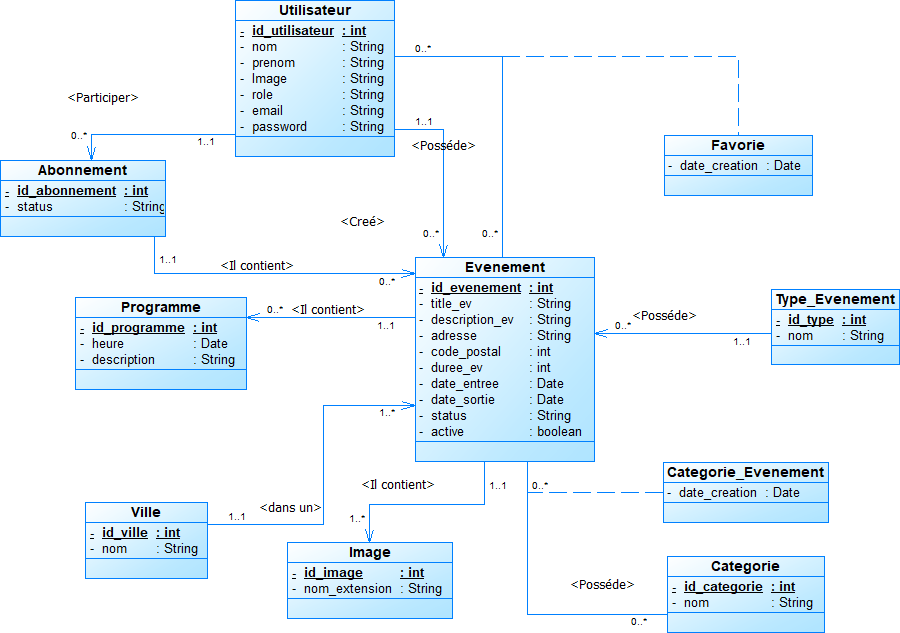 Utilisateur
- id_utilisateur : int
- nom : String
- prenom : String
- Image : String
- role : String
- email : String
- password : String
0..*
<Participer>
0..*
1..1
1..1
<Posséde>
Favorie
- date_creation : Date
Abonnement
- id_abonnement : int
- status : String
<Creé>
0..*
0..*
1..1
<Il contient>
0..*
Evenement
- id_evenement : int
- title_ev : String
- description_ev : String
- adresse : String
- code_postal : int
- duree_ev : int
- date_entree : Date
- date_sortie : Date
- status : String
- active : boolean
Programme
- id_programme : int
- heure : Date
- description : String
0..*
<Il contient>
1..1
Type_Evenement
- id_type : int
- nom : String
0..*
<Posséde>
1..1
1..*
<dans un>
1..1
Ville
- id_ville : int
- nom : String
<Il contient>
1..1
1..*
0..*
Categorie_Evenement
- date_creation : Date
Image
- id_image : int
- nom_extension : String
<Posséde>
0..*
Categorie
- id_categorie : int
- nom : String